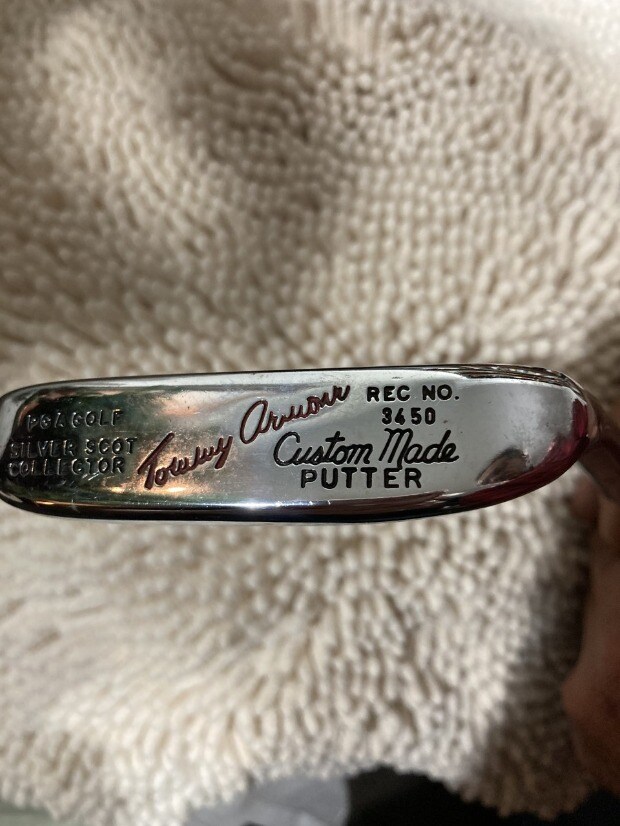 PGA GOLF
SILVER SCOT
COLLECTOR
Tommy Armour
REC NO.
3450
Custom Made
PUTTER